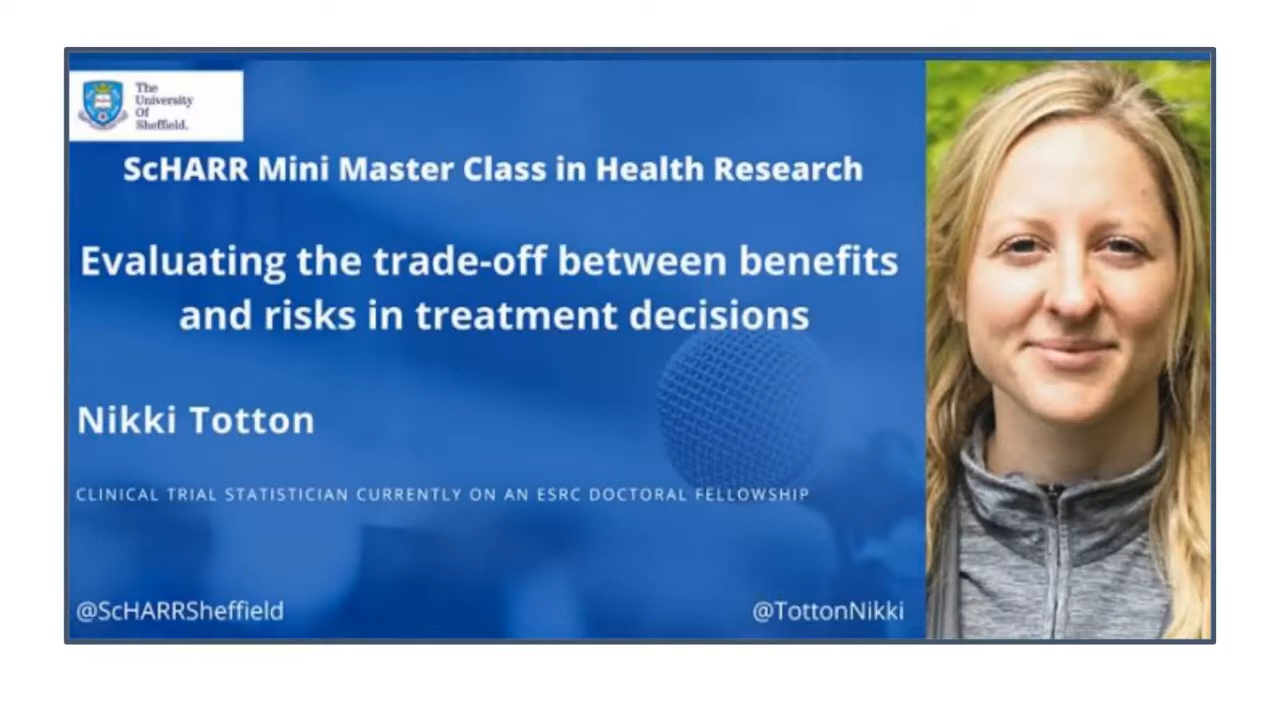 The
University
Of
Sheffield.
ScHARR Mini Master Class in Health Research
Evaluating the trade-off between benefits
and risks in treatment decisions
Nikki Totton
CLINICAL TRIAL STATISTICIAN CURRENTLY ON AN ESRC DOCTORAL FELLOWSHIP
@ScHARRSheffield
@TottonNikki